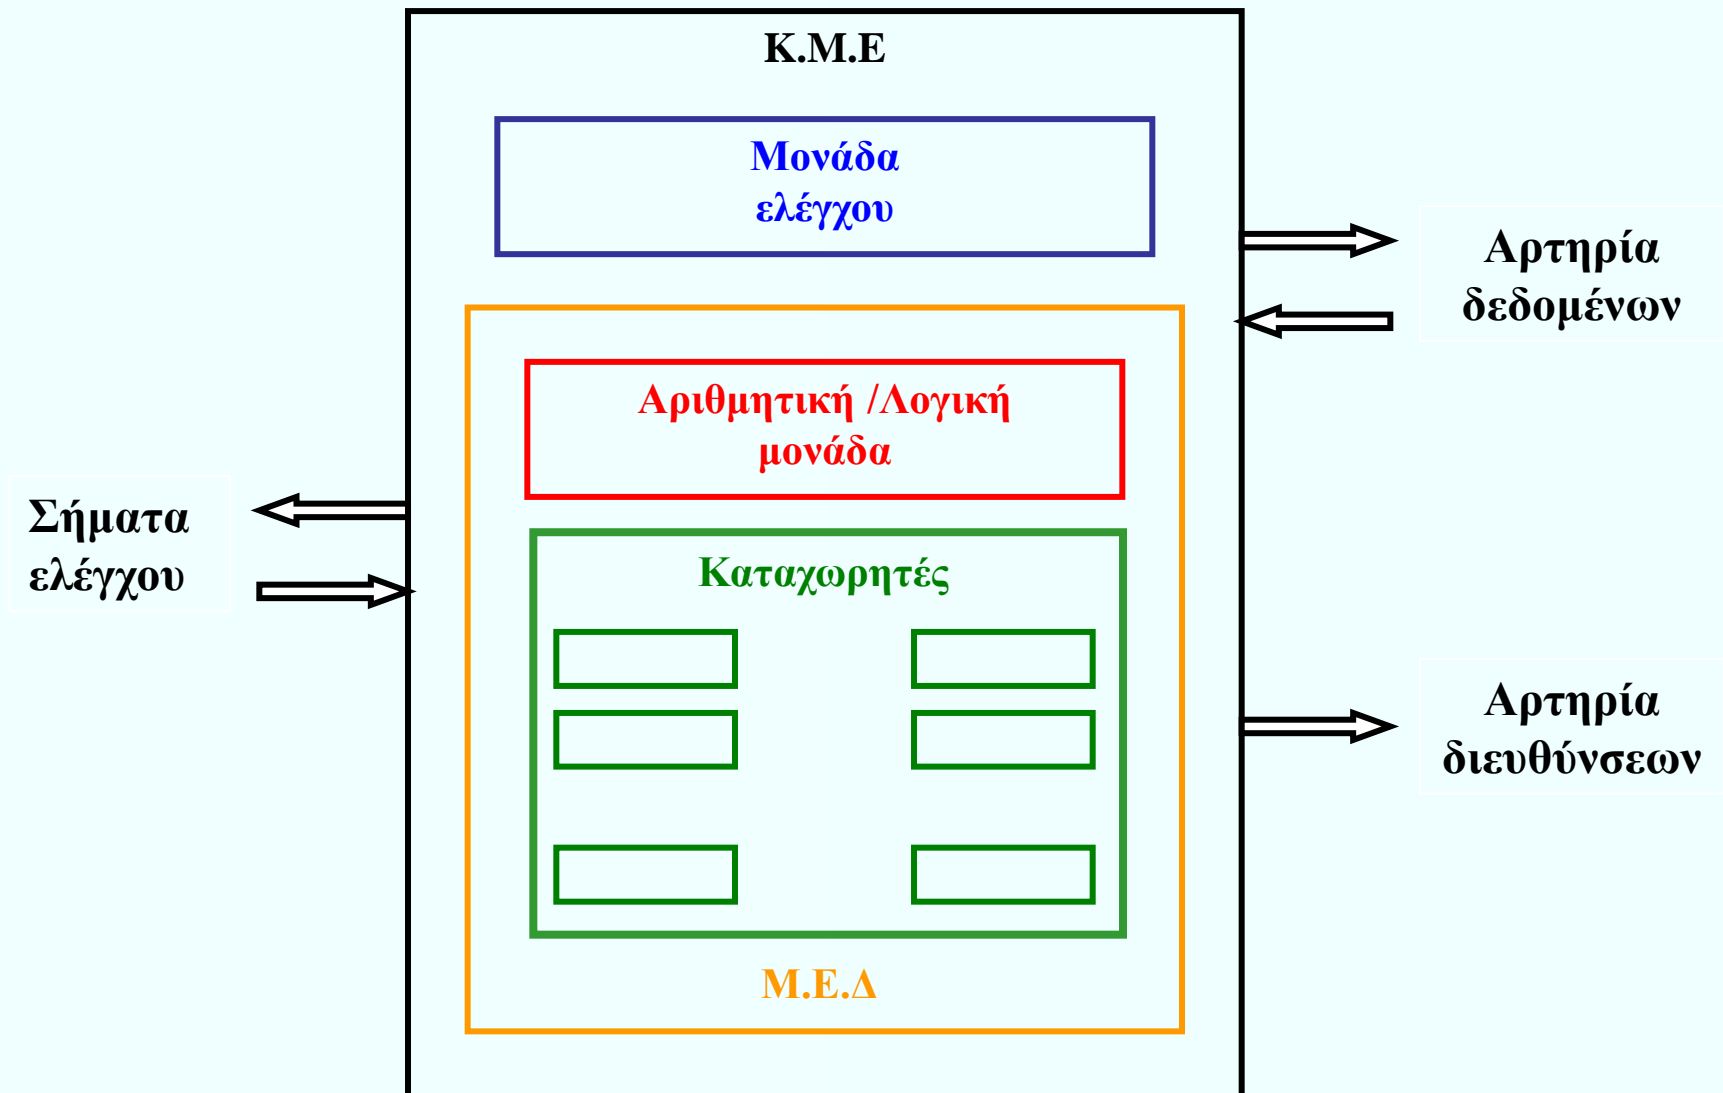 Κ.Μ.Ε
Μονάδα
ελέγχου
Αρτηρία
δεδομένων
Αριθμητική /Λογική
μονάδα
Σήματα
ελέγχου
Καταχωρητές
Αρτηρία
διευθύνσεων
Μ.Ε.Δ